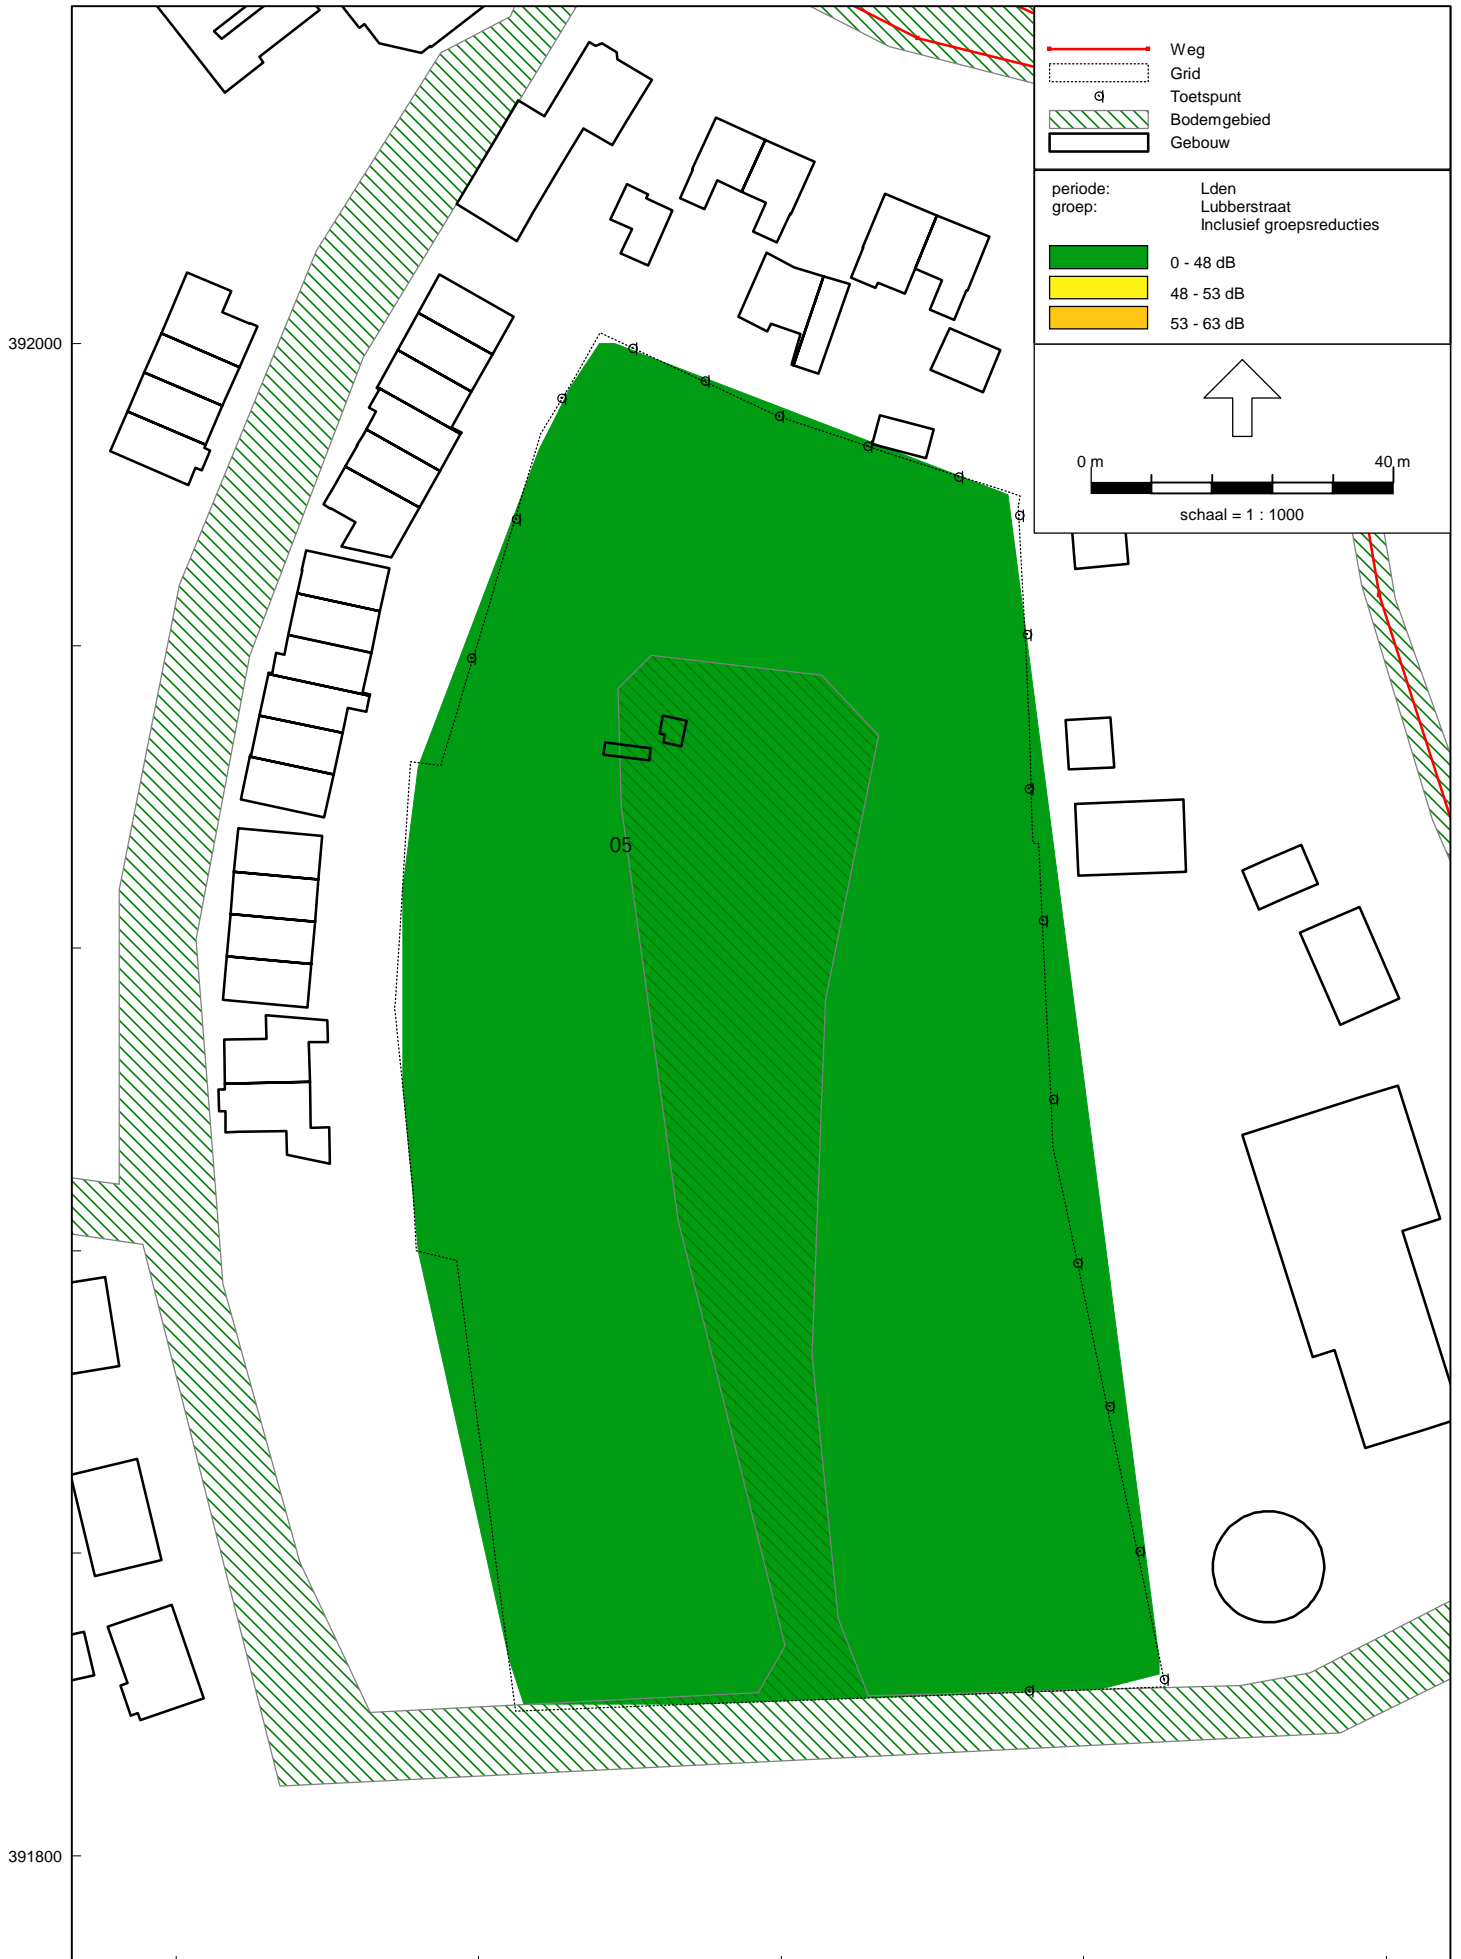 Weg
Grid
Toetspunt
Bodemgebied
Gebouw
periode: Lden
groep: Lubberstraat
Inclusief groepsreducties
0 - 48 dB
48 - 53 dB
53 - 63 dB
0 m 40 m
schaal = 1 : 1000
392000
05
391800